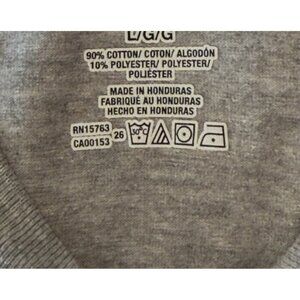 L/G/G
90% COTTON/ COTON/ ALGODÓN
10% POLYESTER/ POLYESTER/
POLIÉSTER
MADE IN HONDURAS
FABRIQUÉ AU HONDURAS
HECHO EN HONDURAS
RN15763
CA00153
26
30°C